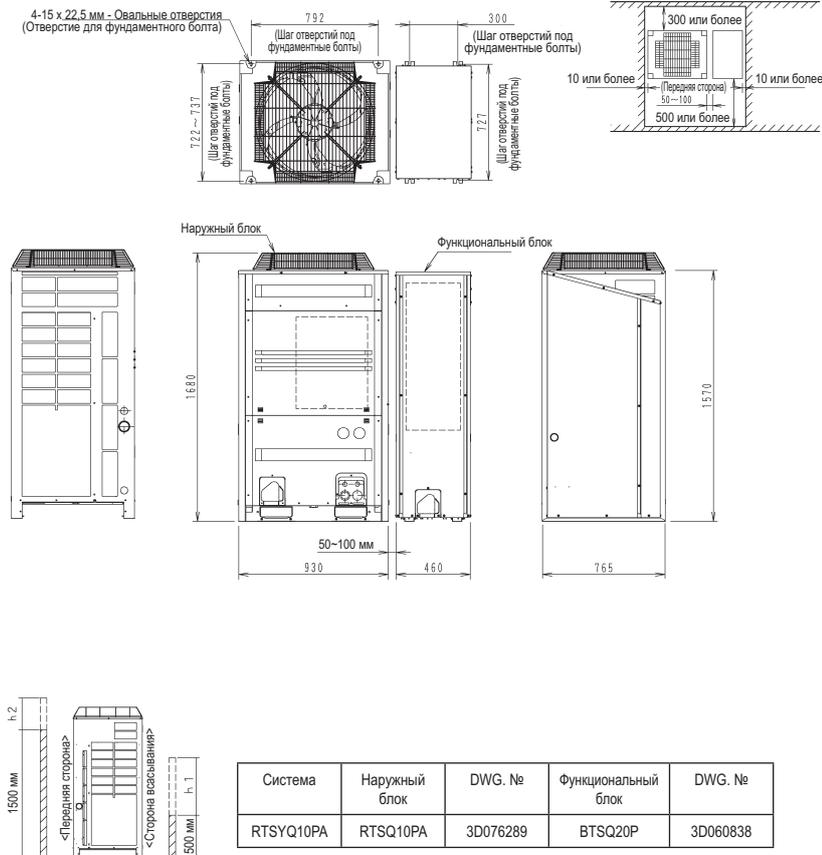 4-15 x 22,5 мм - Овальные отверстия
(Отверстие для фундаментного болта)
792
(Шаг отверстий под
фундаментные болты)
300
(Шаг отверстий под
фундаментные болты)
722~737
(Шаг отверстий под
фундаментные болты)
727
(Шаг отверстий под
фундаментные болты)
300 или более
10 или более
(Передняя сторона)
10 или более
50~100
500 или более
Наружный блок
Функциональный блок
1680
1570
50~100 мм
930
460
765
h2
1500 мм
<Передняя сторона>
<Сторона всасывания>
h1
500 мм
Система
Наружный
блок
DWG. №
Функциональный
блок
DWG. №
RTSYQ10PA
RTSQ10PA
3D076289
BTSQ20P
3D060838